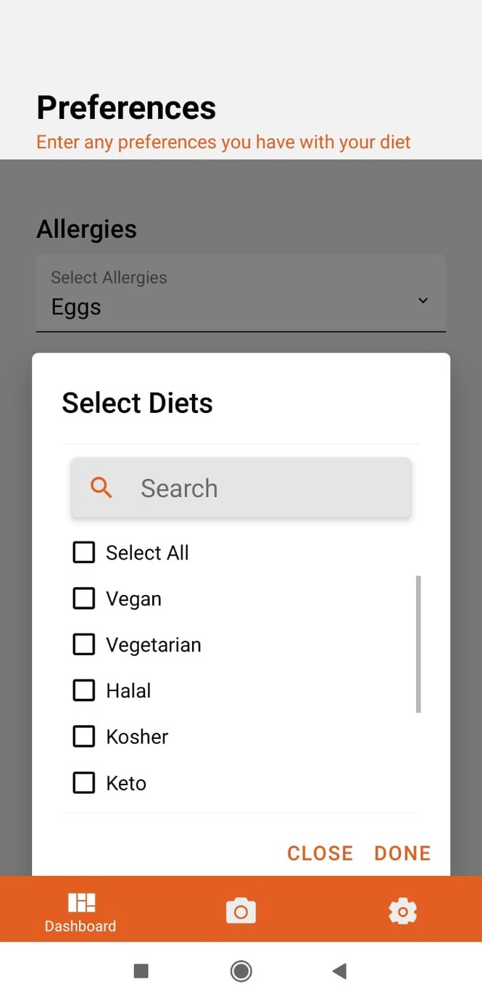 Preferences
Enter any preferences you have with your diet
Allergies
Select Allergies
Eggs
Select Diets
Search
Select All
Vegan
Vegetarian
Halal
Kosher
Keto
CLOSE DONE
Dashboard